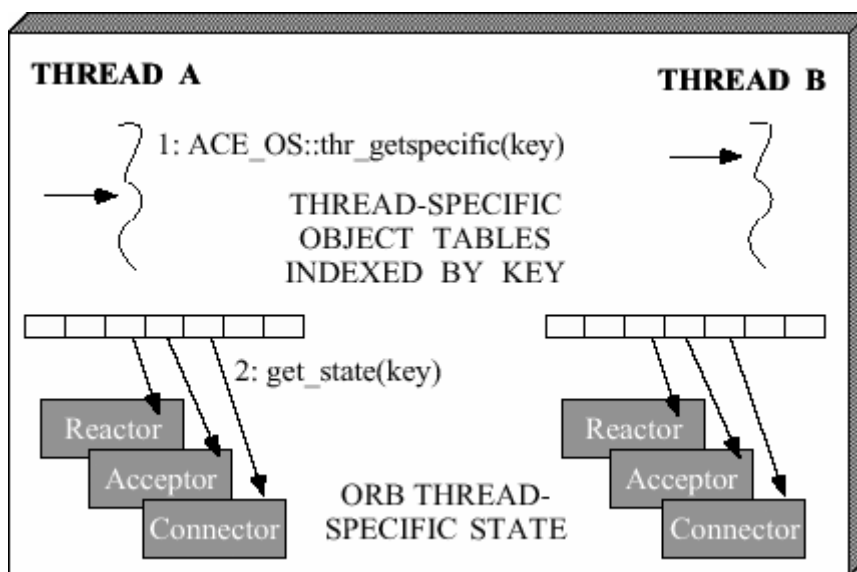 THREAD A
THREAD B
1: ACE_OS::thr_getspecific(key)
THREAD-SPECIFIC
OBJECT TABLES
INDEXED BY KEY
2: get_state(key)
Reactor
Acceptor
Connector
ORB THREAD-
SPECIFIC STATE
Reactor
Acceptor
Connector